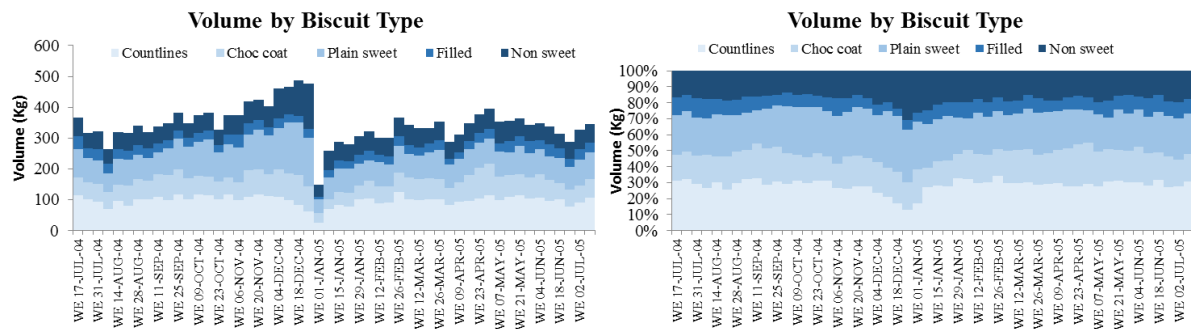 Volume by Biscuit Type
Countlines
Choc coat
Plain sweet
Filled
Non sweet
Volume (Kg)
600
500
400
300
200
100
0
WE 17-JUL-04
WE 31-JUL-04
WE 14-AUG-04
WE 28-AUG-04
WE 11-SEP-04
WE 25-SEP-04
WE 09-OCT-04
WE 23-OCT-04
WE 06-NOV-04
WE 20-NOV-04
WE 04-DEC-04
WE 18-DEC-04
WE 01-JAN-05
WE 15-JAN-05
WE 29-JAN-05
WE 12-FEB-05
WE 26-FEB-05
WE 12-MAR-05
WE 26-MAR-05
WE 09-APR-05
WE 23-APR-05
WE 07-MAY-05
WE 21-MAY-05
WE 04-JUN-05
WE 18-JUN-05
WE 02-JUL-05
Volume by Biscuit Type
Countlines
Choc coat
Plain sweet
Filled
Non sweet
Volume (Kg)
100%
90%
80%
70%
60%
50%
40%
30%
20%
10%
0%
WE 17-JUL-04
WE 31-JUL-04
WE 14-AUG-04
WE 28-AUG-04
WE 11-SEP-04
WE 25-SEP-04
WE 09-OCT-04
WE 23-OCT-04
WE 06-NOV-04
WE 20-NOV-04
WE 04-DEC-04
WE 18-DEC-04
WE 01-JAN-05
WE 15-JAN-05
WE 29-JAN-05
WE 12-FEB-05
WE 26-FEB-05
WE 12-MAR-05
WE 26-MAR-05
WE 09-APR-05
WE 23-APR-05
WE 07-MAY-05
WE 21-MAY-05
WE 04-JUN-05
WE 18-JUN-05
WE 02-JUL-05